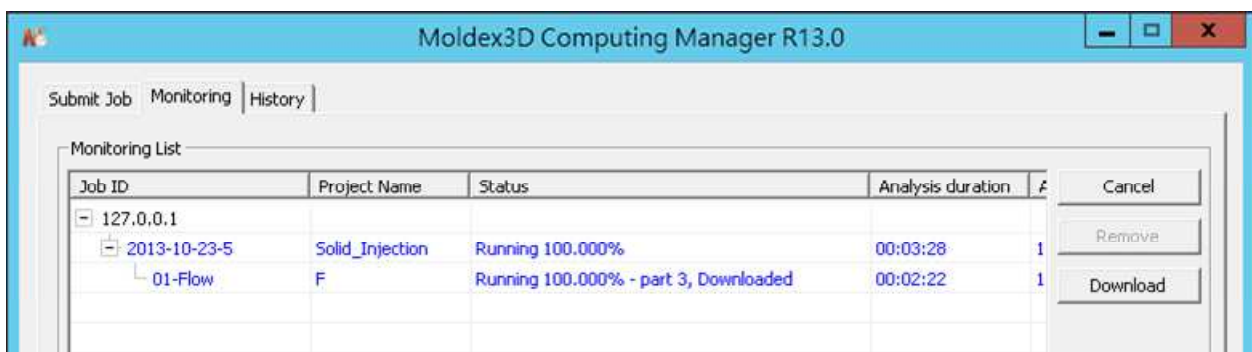 Moldex3D Computing Manager R13.0
Submit Job Monitoring History
Monitoring List
Job ID Project Name Status Analysis duration
Cancel
127.0.0.1
Remove
2013-10-23-5 Solid_Injection Running 100.000% 00:03:28 1
01-Flow F Running 100.000% - part 3, Downloaded 00:02:22 1
Download